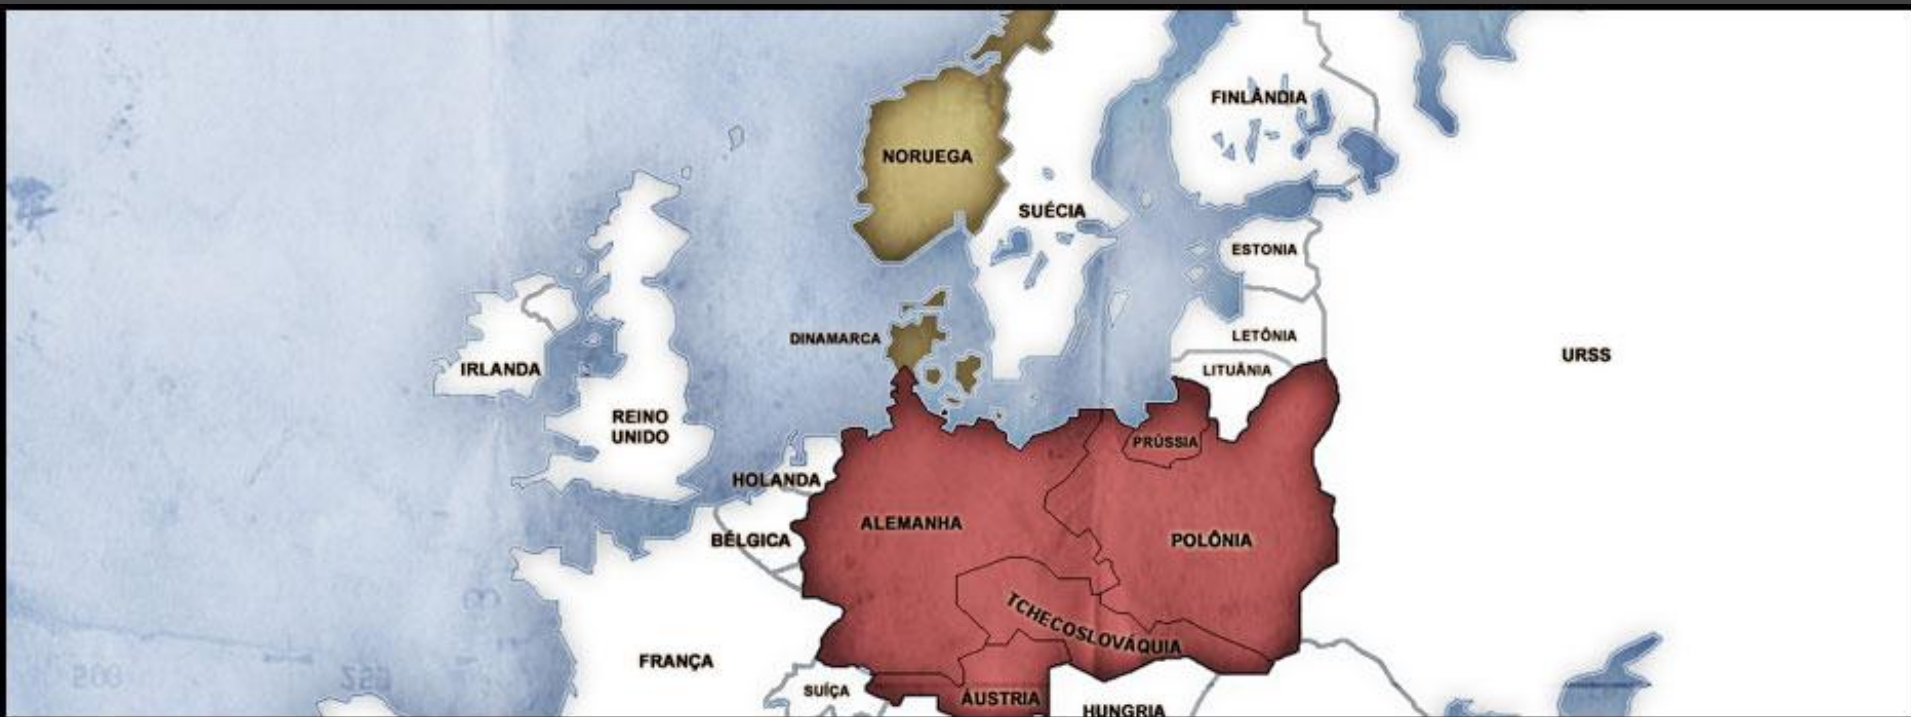 FINLÂNDIA
NORUEGA
SUÉCIA
ESTONIA
DINAMARCA
LETÔNIA
URSS
IRLANDA
LITUÂNIA
REINO
UNIDO
PRÚSSIA
HOLANDA
ALEMANHA
BÉLGICA
POLÔNIA
TCHECOSLOVÁQUIA
FRANÇA
SUÍÇA
ÁUSTRIA
HUNGRIA